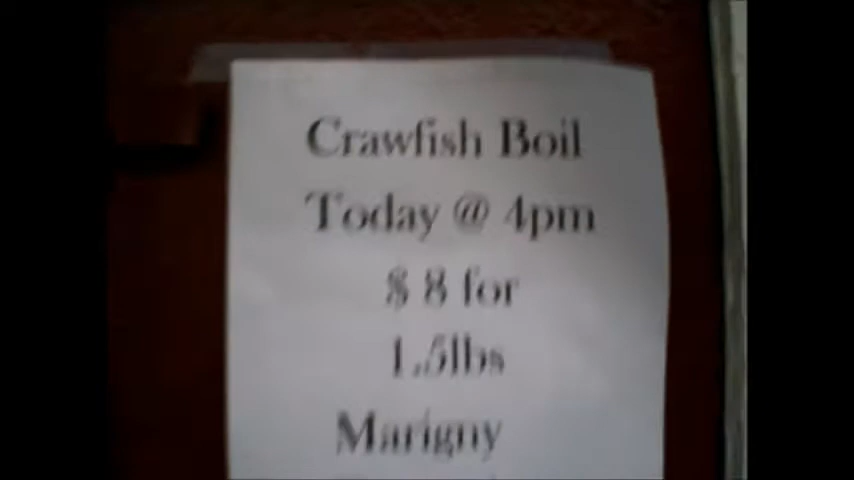 Crawfish Boil
Today @ 4pm
$ 8 for
1.5lbs
Marigny